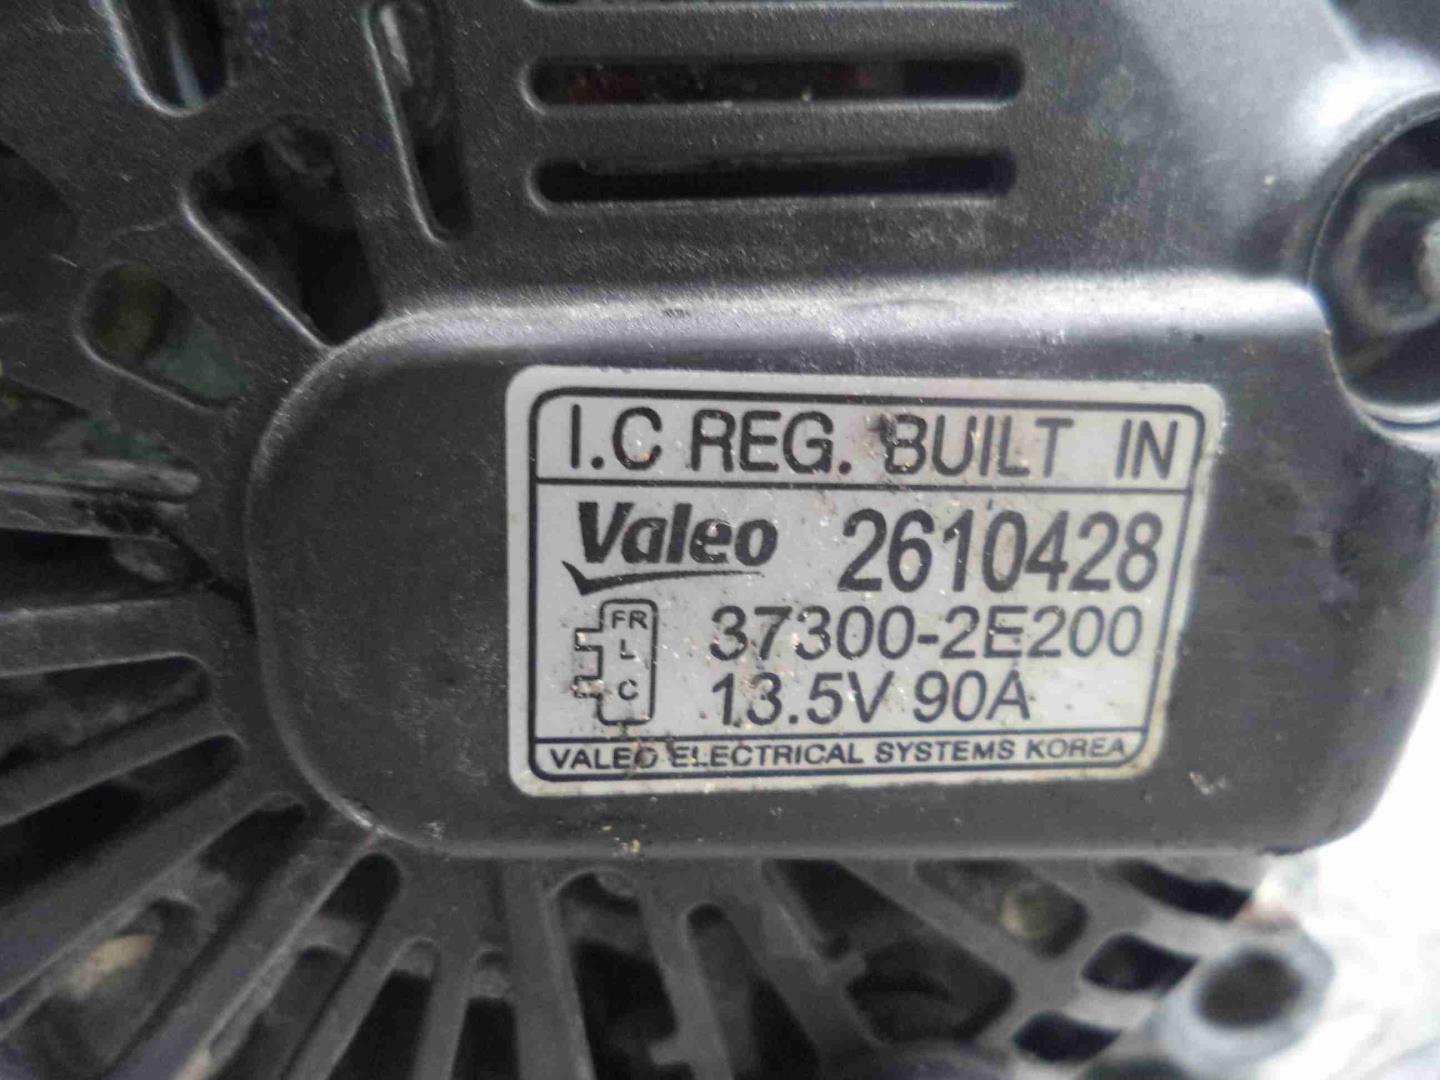 I.C REG. BUILT IN
Valeo 2610428
FR
L
C
37300-2E200
13.5V 90A
VALEO ELECTRICAL SYSTEMS KOREA